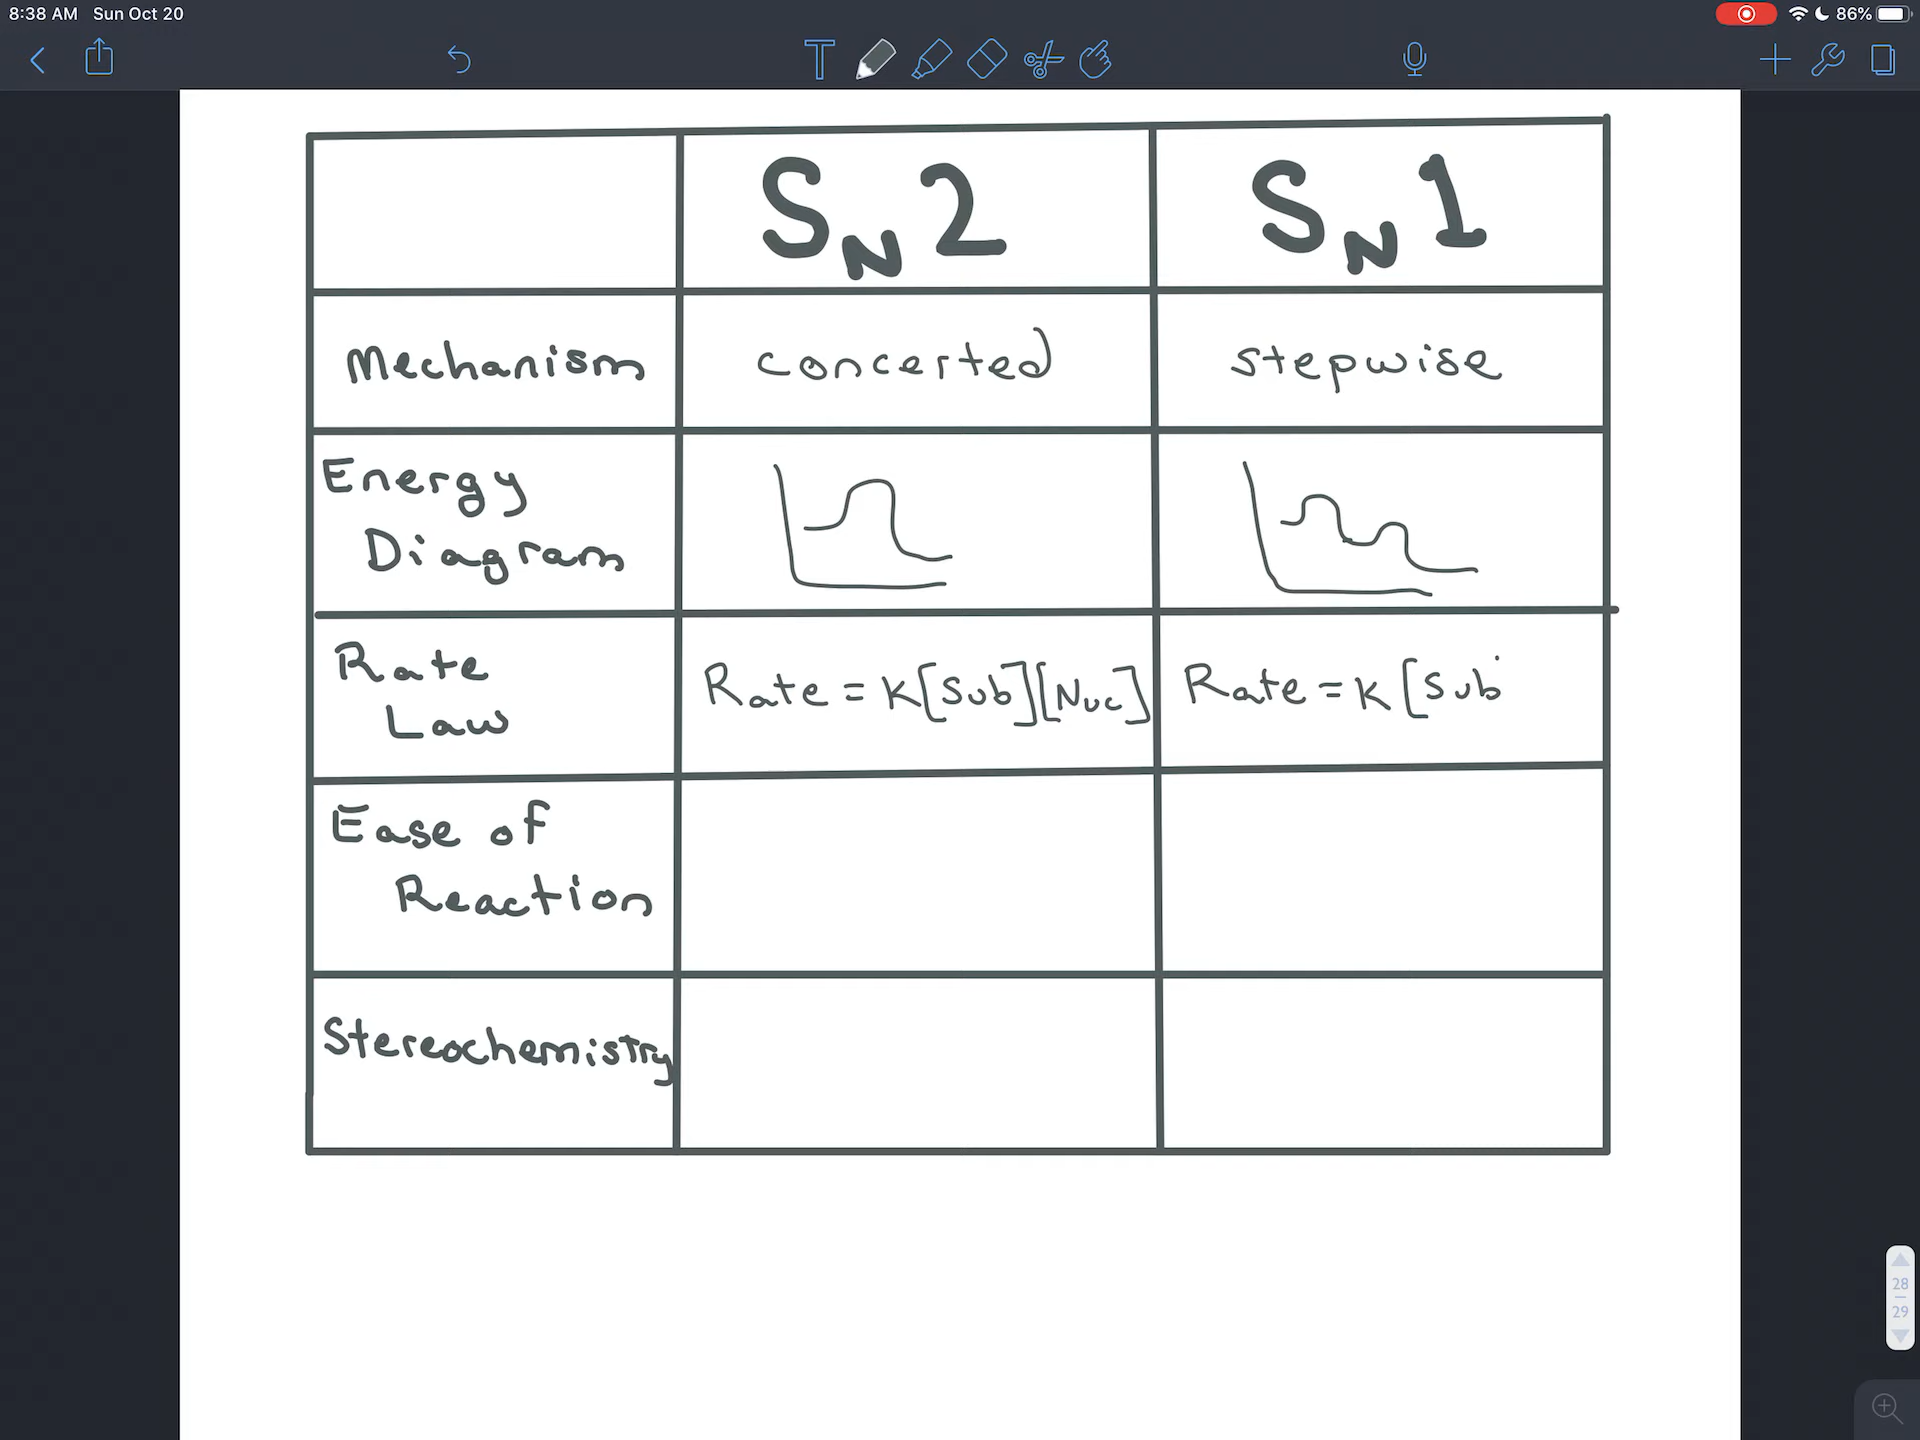 8:38 AM Sun Oct 20
86%
T
SN2
SN1
Mechanism
concerted
stepwise
Energy
Diagram
Rate
Law
Rate = K[Sub][Nuc]
Rate = K[Sub
Ease of
Reaction
Stereochemistry
28
29